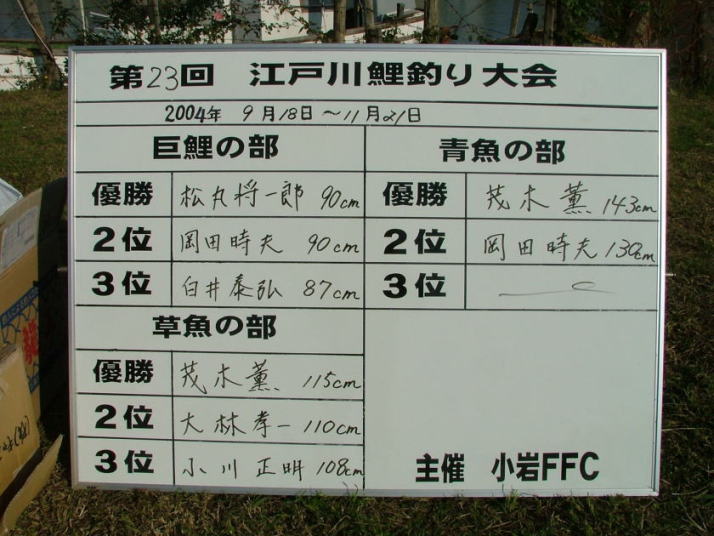 第23回 江戸川鯉釣り大会
2004年 9月18日～11月21日
巨鯉の部
優勝 松丸将一郎 90cm
2位 岡田時夫 90cm
3位 臼井泰弘 87cm
草魚の部
優勝 茂木薫 115cm
2位 大林孝一 110cm
3位 小川正明 108cm
青魚の部
優勝 茂木薫 143cm
2位 岡田時夫 130cm
3位
主催 小岩FFC